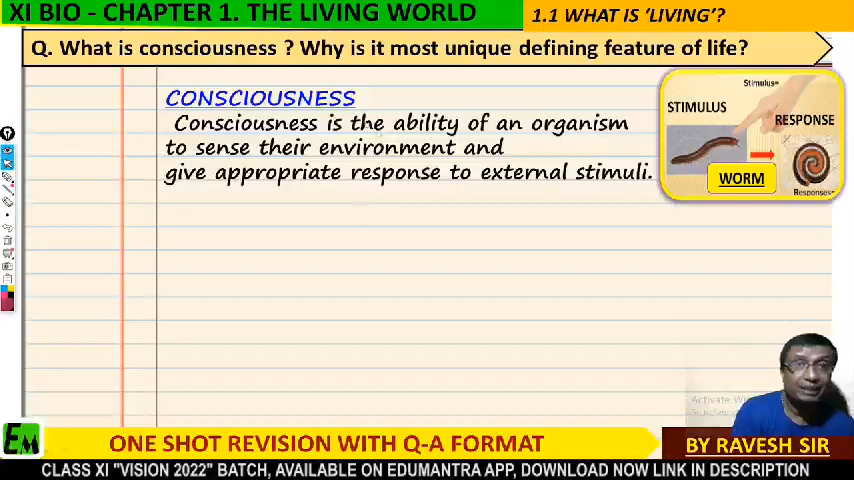 XI BIO - CHAPTER 1. THE LIVING WORLD
1.1 WHAT IS ‘LIVING’?
Q. What is consciousness ? Why is it most unique defining feature of life?
CONSCIOUSNESS
Consciousness is the ability of an organism
to sense their environment and
give appropriate response to external stimuli.
Stimulus=
STIMULUS
RESPONSE
WORM
Responses=
Em
ONE SHOT REVISION WITH Q-A FORMAT
BY RAVESH SIR
CLASS XI "VISION 2022" BATCH, AVAILABLE ON EDUMANTRA APP, DOWNLOAD NOW LINK IN DESCRIPTION